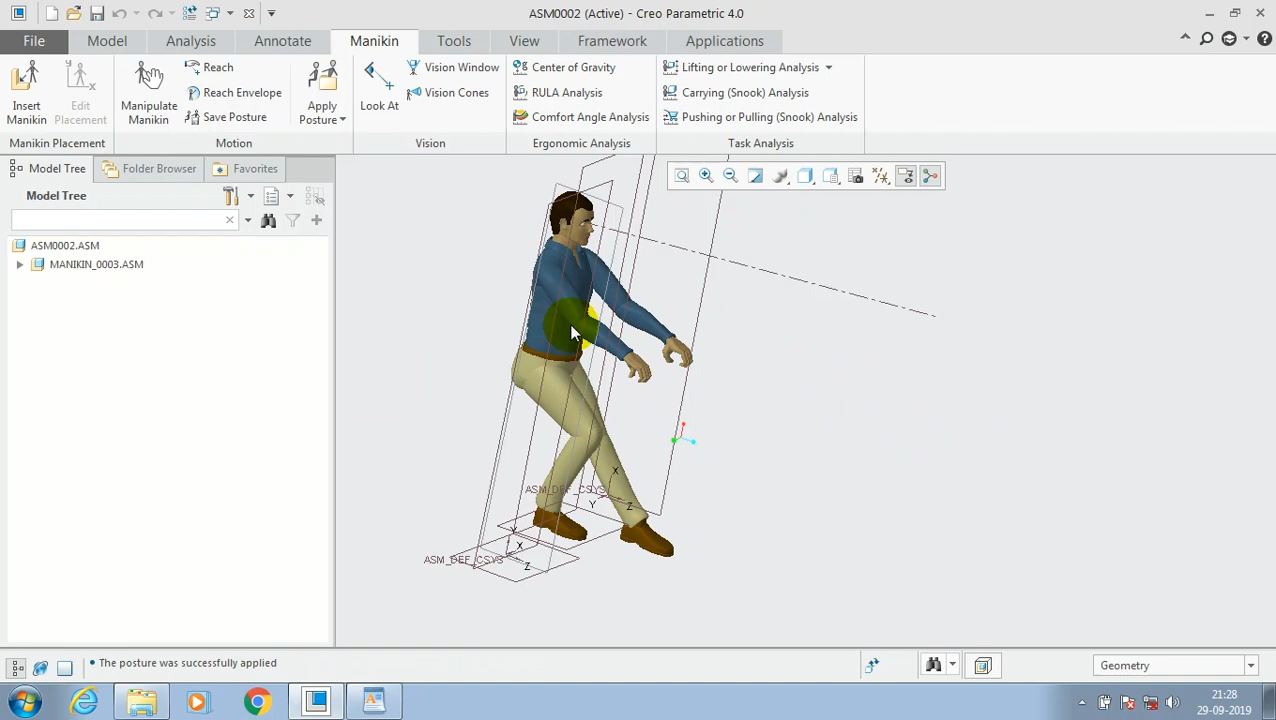 ASM0002 (Active) - Creo Parametric 4.0
File Model Analysis Annotate Manikin Tools View Framework Applications
Insert Manikin
Edit Placement
Manikin Placement
Manipulate Manikin
Reach
Reach Envelope
Save Posture
Apply Posture
Motion
Look At
Vision Window
Vision Cones
Vision
Center of Gravity
RULA Analysis
Comfort Angle Analysis
Ergonomic Analysis
Lifting or Lowering Analysis
Carrying (Snook) Analysis
Pushing or Pulling (Snook) Analysis
Task Analysis
Model Tree Folder Browser Favorites
Model Tree
ASM0002.ASM
MANIKIN_0003.ASM
X
ASM_DEF_CSYS
Y
Z
Y
X
ASM_DEF_CSYS
Z
• The posture was successfully applied
Geometry
21:28
29-09-2019